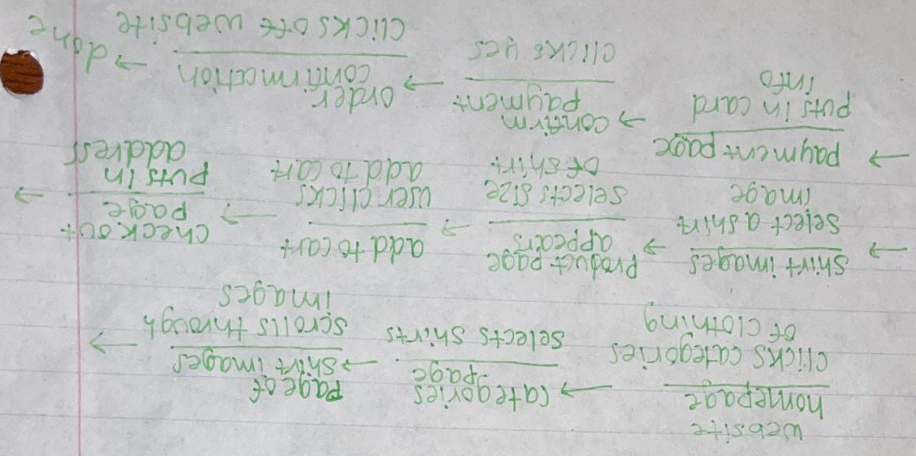 website
homepage
clicks categories
of clothing
→ categories
page
selects shirts
→ page of
shirt images
scrolls through
images
→ shirt images
select a shirt
image
→ product page
appears
selects size
of shirt
→ add to cart
user clicks
add to cart
→ check out
page
puts in
address
→ payment page
puts in card
info
→ confirm
payment
clicks yes
→ order
confirmation
clicks off website
→ done